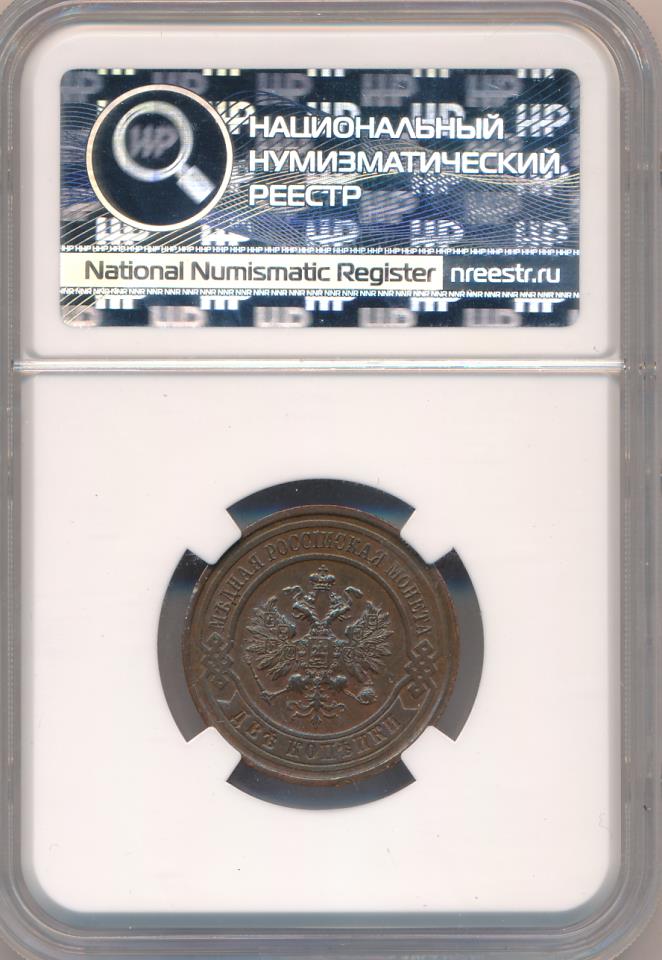 НАЦИОНАЛЬНЫЙ
НУМИЗМАТИЧЕСКИЙ
РЕЕСТР
National Numismatic Register nreestr.ru
МѢДНАЯ РОССІЙСКАЯ МОНЕТА
ДВѢ КОПѢЙКИ